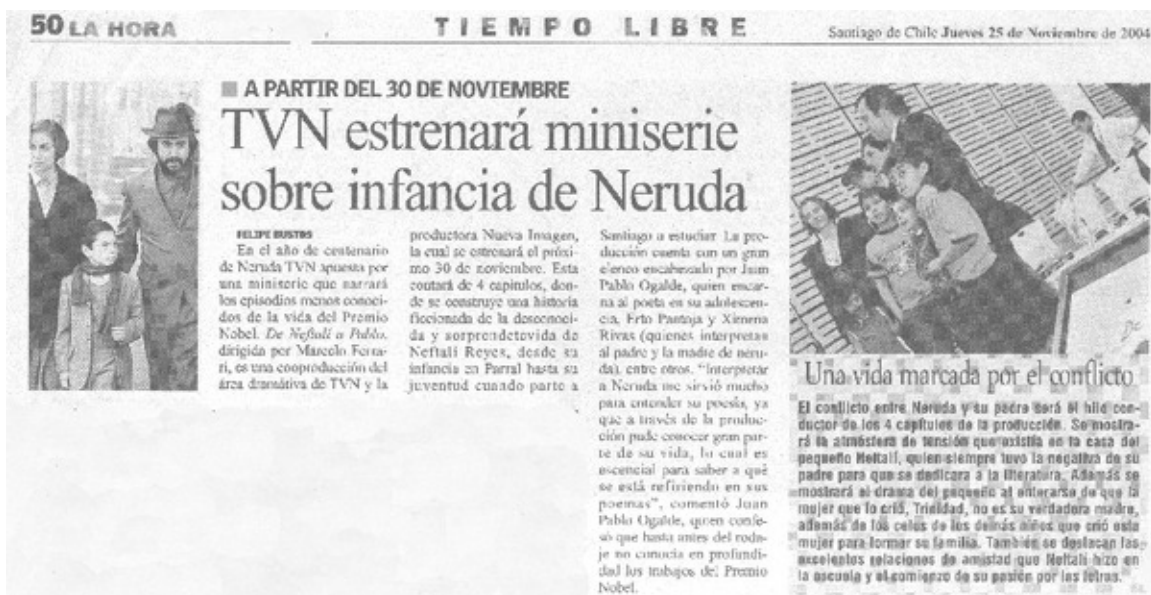 50 LA HORA
TIEMPO LIBRE
Santiago de Chile Jueves 25 de Noviembre de 2004
A PARTIR DEL 30 DE NOVIEMBRE
TVN estrenará miniserie
sobre infancia de Neruda
FELIPE BUSTOS
En el año de centenario
de Neruda TVN apuesta por
una miniserie que narrará
los episodios menos conoci-
dos de la vida del Premio
Nobel. De Neftalí a Pablo,
dirigida por Marcelo Ferra-
ri, es una cooproducción del
área dramátiva de TVN y la
productora Nueva Imagen,
la cual se estrenará el próxi-
mo 30 de noviembre. Esta
contará de 4 capítulos, don-
de se construye una historia
ficcionada de la desconoci-
da y sorprendetevida de
Neftalí Reyes, desde su
infancia en Parral hasta su
juventud cuando parte a
Santiago a estudiar. La pro-
ducción cuenta con un gran
elenco encabezado por Juan
Pablo Ogalde, quien encar-
na al poeta en su adolescen-
cia, Erto Pantoja y Ximena
Rivas (quienes interpretan
al padre y la madre de neru-
da), entre otros. "Interpretar
a Neruda me sirvió mucho
para entender su poesía, ya
que a través de la produc-
ción pude conocer gran par-
te de su vida, lo cual es
escencial para saber a qué
se está refiriendo en sus
poemas", comentó Juan
Pablo Ogalde, quien confe-
só que hasta antes del roda-
je no conocía en profundi-
dad los trabajos del Premio
Nobel.
Una vida marcada por el conflicto
El conflicto entre Neruda y su padre será el hilo con-
ductor de los 4 capítulos de la producción. Se mostra-
rá la atmósfera de tensión que existía en la casa del
pequeño Neftalí, quien siempre tuvo la negativa de su
padre para que se dedicara a la literatura. Además se
mostrará el drama del pequeño al enterarse de que la
mujer que lo crió, Trinidad, no es su verdadera madre,
además de los celos de los demás niños que crió esta
mujer para formar su familia. También se destacan las
excelentes relaciones de amistad que Neftalí hizo en
la escuela y el comienzo de su pasión por las letras.